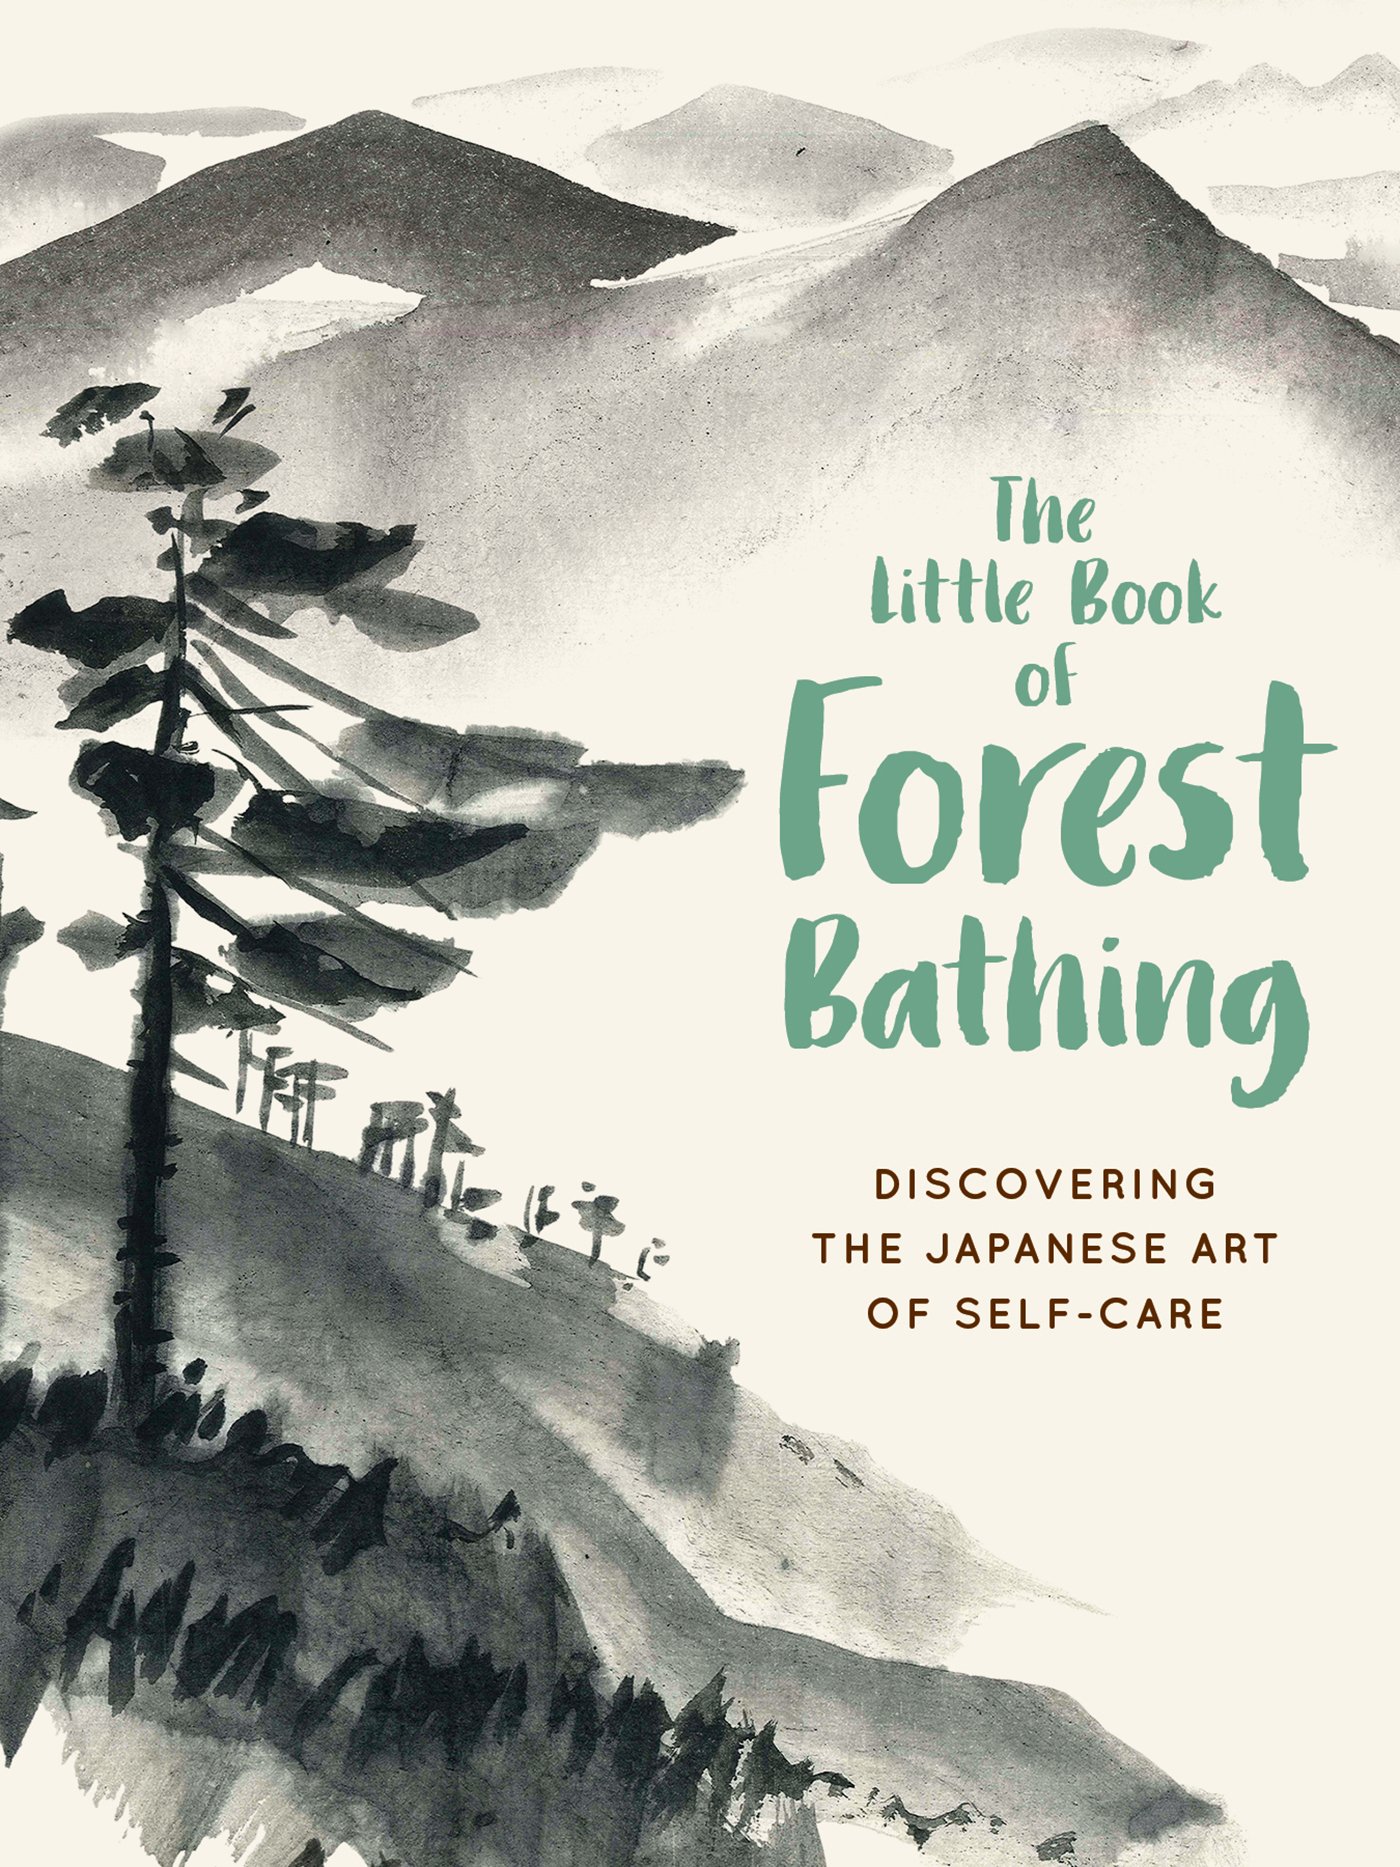 The
Little Book
of
Forest
Bathing
DISCOVERING
THE JAPANESE ART
OF SELF-CARE